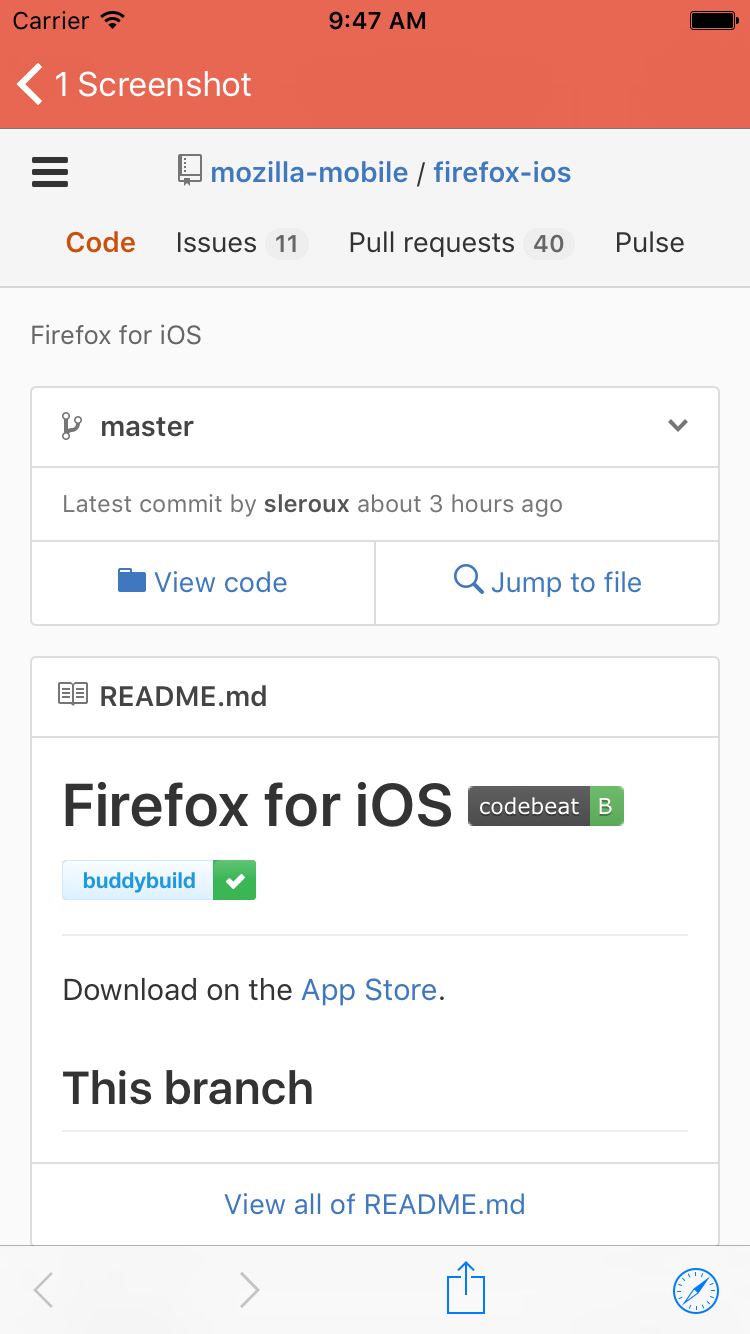 Carrier 9:47 AM
1 Screenshot
mozilla-mobile / firefox-ios
Code Issues 11 Pull requests 40 Pulse
Firefox for iOS
master
Latest commit by sleroux about 3 hours ago
View code Jump to file
README.md
Firefox for iOS codebeat B
buddybuild
Download on the App Store.
This branch
View all of README.md